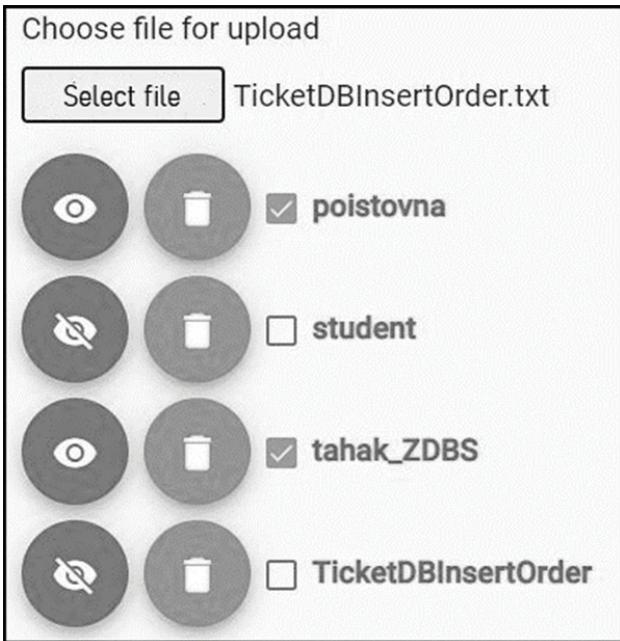 Choose file for upload
Select file TicketDBInsertOrder.txt
poistovna
student
tahak_ZDBS
TicketDBInsertOrder